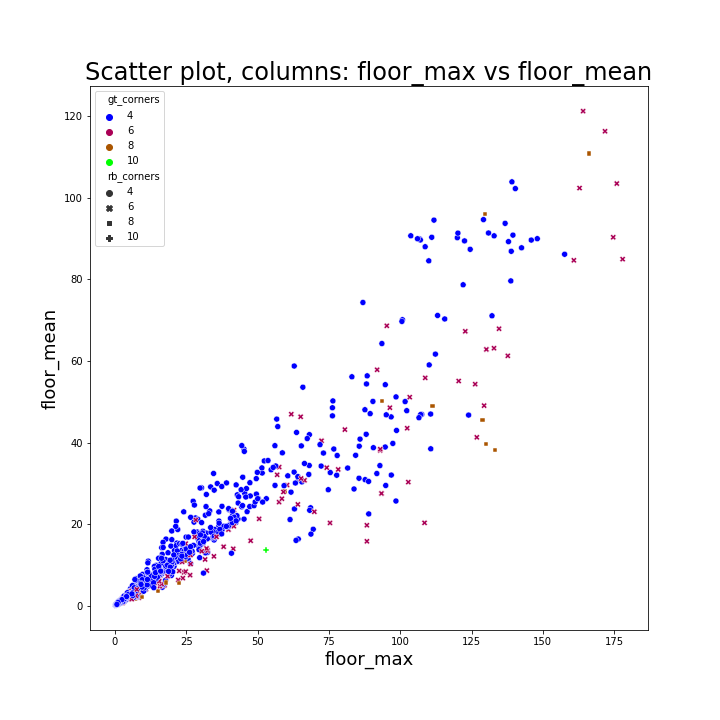 Scatter plot, columns: floor_max vs floor_mean
gt_corners
4
6
8
10
rb_corners
4
6
8
10
floor_mean
120
100
80
60
40
20
0
0 25 50 75 100 125 150 175
floor_max